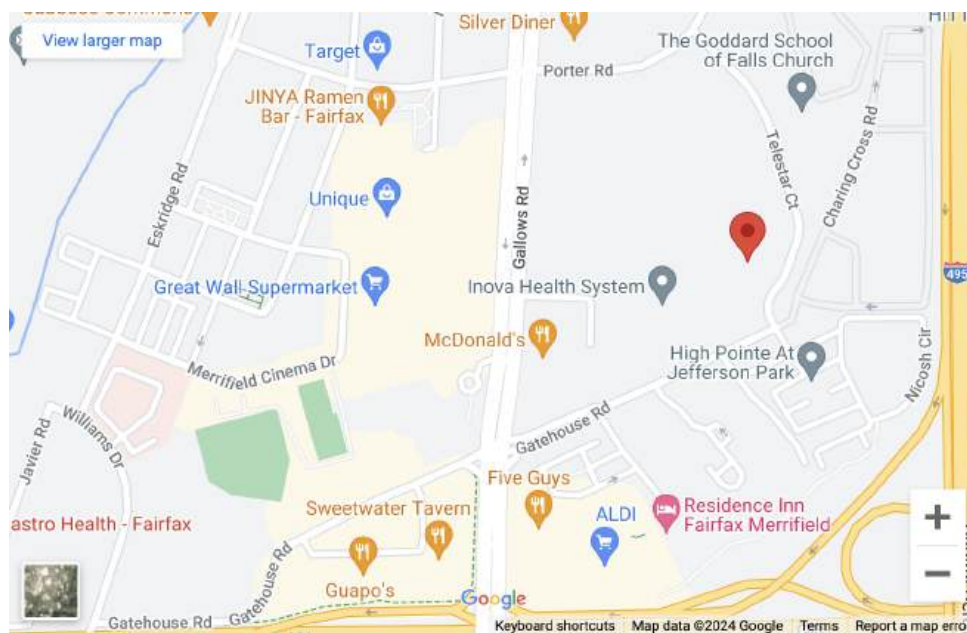 Silver Diner
View larger map
Target
Porter Rd
The Goddard School
of Falls Church
JINYA Ramen
Bar - Fairfax
Telestar Ct
Charing Cross Rd
Eskridge Rd
Unique
Gallows Rd
Great Wall Supermarket
Inova Health System
495
McDonald's
High Pointe At
Jefferson Park
Merrifield Cinema Dr
Nicosh Cir
Williams Dr
Javier Rd
Gatehouse Rd
Five Guys
Sweetwater Tavern
ALDI
Residence Inn
Fairfax Merrifield
astro Health - Fairfax
Gatehouse Rd
Guapo's
Google
Gatehouse Rd
Keyboard shortcuts
Map data ©2024 Google
Terms
Report a map erro